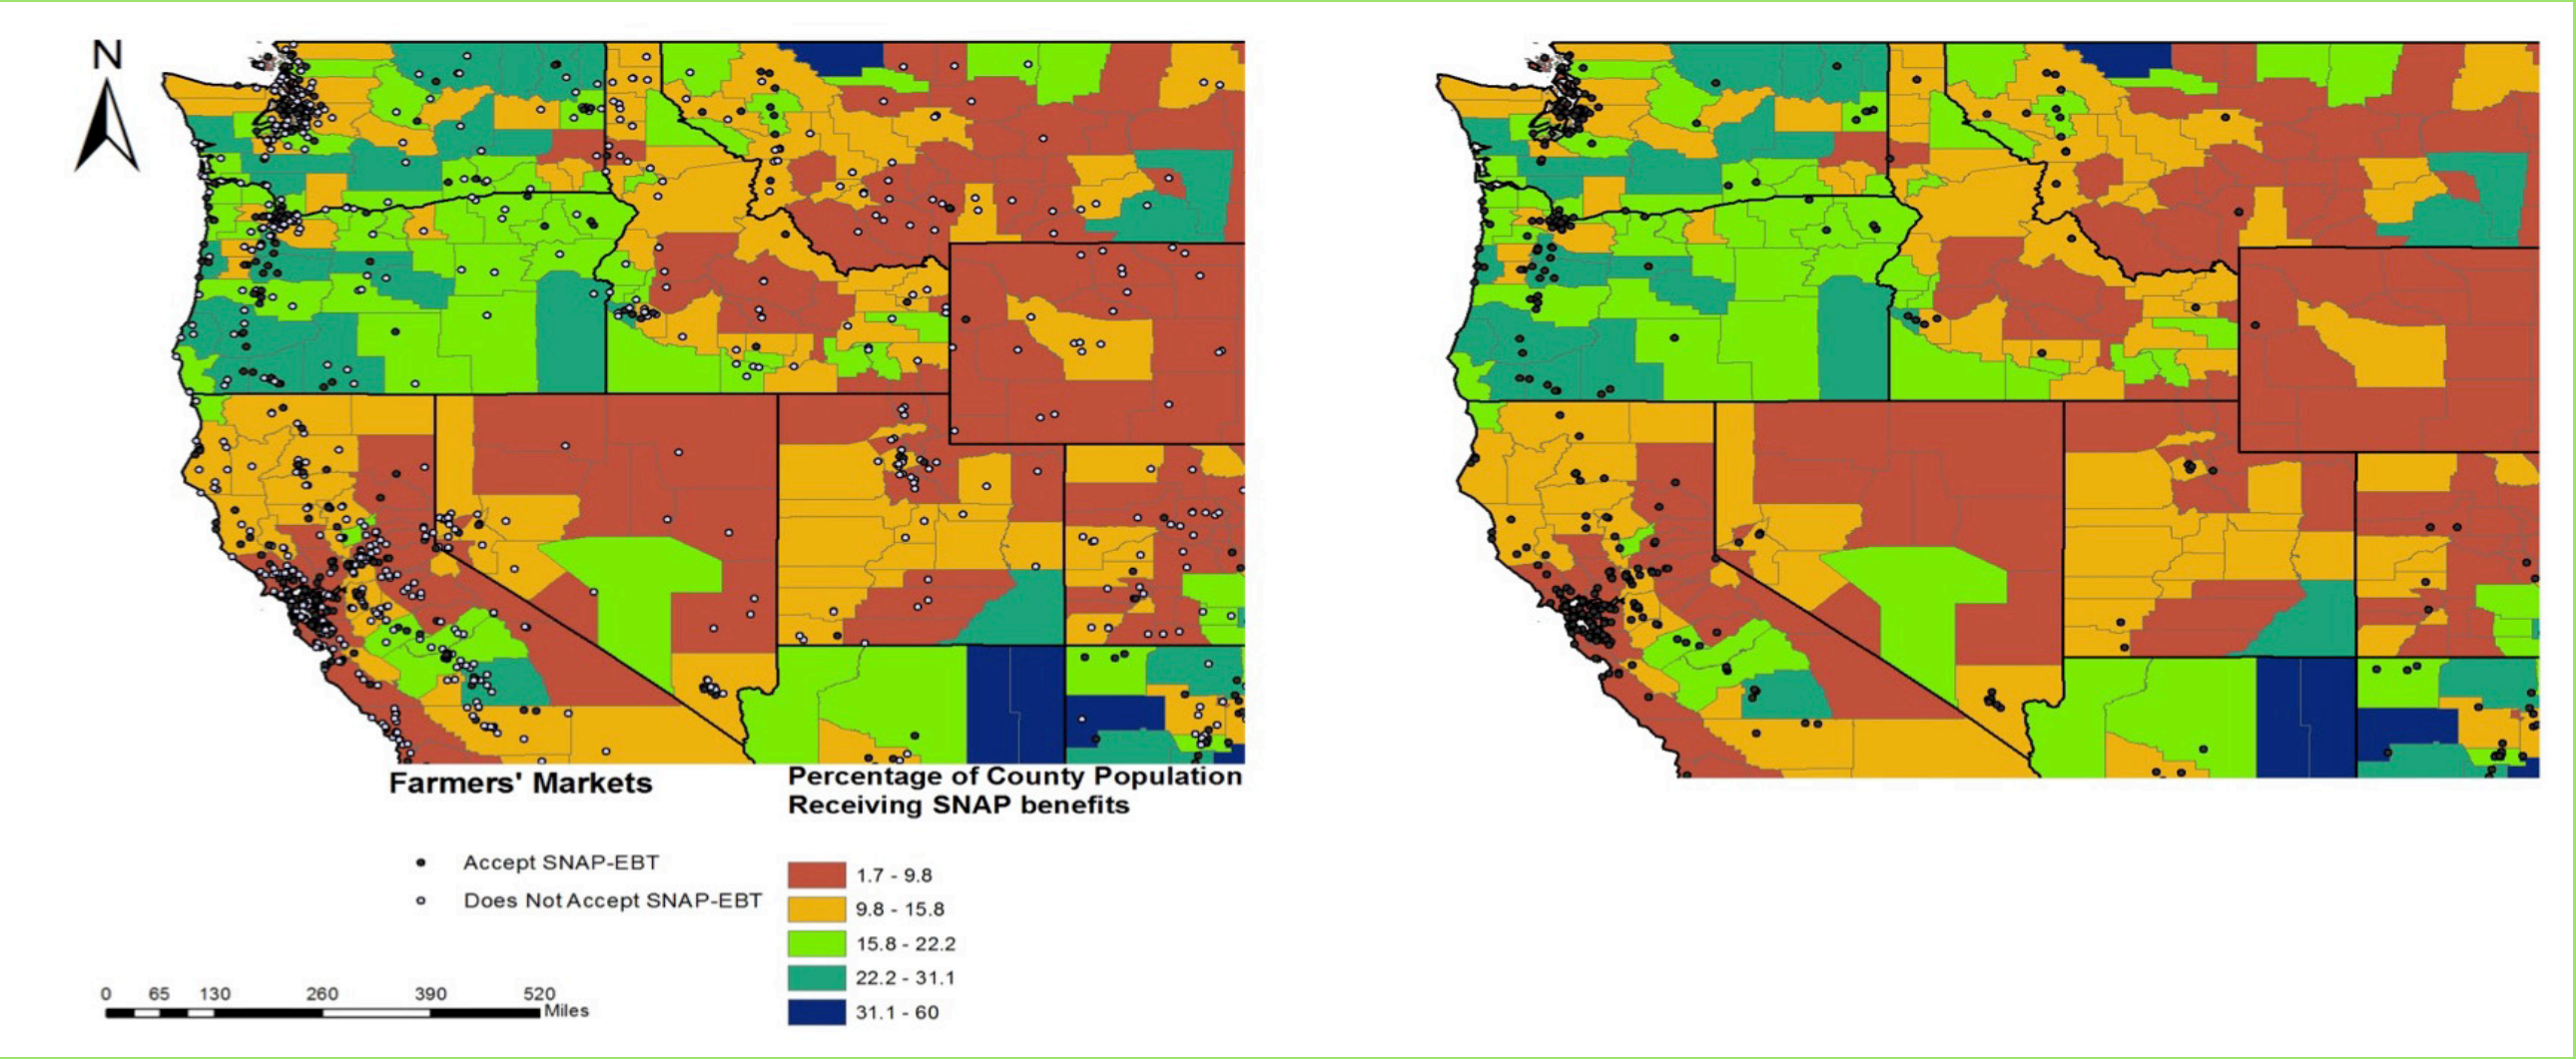 N
Farmers' Markets
Percentage of County Population
Receiving SNAP benefits
Accept SNAP-EBT
Does Not Accept SNAP-EBT
1.7 - 9.8
9.8 - 15.8
15.8 - 22.2
22.2 - 31.1
31.1 - 60
0 65 130 260 390 520
Miles